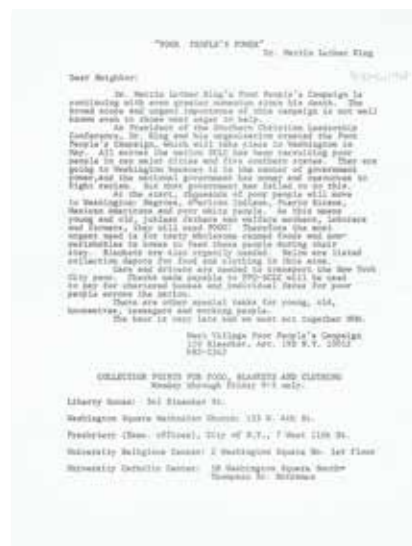 "POOR PEOPLE'S POWER"
Dr. Martin Luther King
Dear Neighbor:
Dr. Martin Luther King's Poor People's Campaign is
continuing with even greater momentum since his death. The
broad scope and urgent importance of this campaign is not well
known even to those most eager to help.
As President of the Southern Christian Leadership
Conference, Dr. King and his organization created the Poor
People's Campaign, which will take place in Washington in
May. All across the nation SCLC has been recruiting poor
people in ten major cities and five southern states. They are
going to Washington because it is the center of government
power, and the national government has money and resources to
fight racism. But that government has failed to do this.
At the start, thousands of poor people will move
to Washington: Negroes, American Indians, Puerto Ricans,
Mexican Americans and poor white people. As this means
young and old, jobless fathers and welfare mothers, laborers
and farmers, they will need FOOD! Therefore the most
urgent need is for tasty wholesome canned foods and non-
perishables to feed these people during their
stay. Blankets are also urgently needed. Below are listed
collection depots for food and clothing in this area.
Cars and drivers are needed to transport the New York
City poor. Checks made payable to will be used
to pay for chartered busses and individual fares for poor
people across the nation.
There are other special tasks for young, old,
housewives, teenagers and working people.
The hour is very late and we must act together NOW.
West Village Poor People's Campaign
Bleecker, Apt. N.Y. 10012
COLLECTION POINTS FOR FOOD, BLANKETS AND CLOTHING
Monday through Friday 9-5 only.
Liberty House: Bleecker St.
Washington Square Methodist Church: 133 W. 4th St.
Presbytery (Exec. offices), City of N.Y., 7 West 11th St.
University Religious Center: 2 Washington Square No. 1st floor
University Catholic Center: 58 Washington Square South-
Thompson St. Entrance